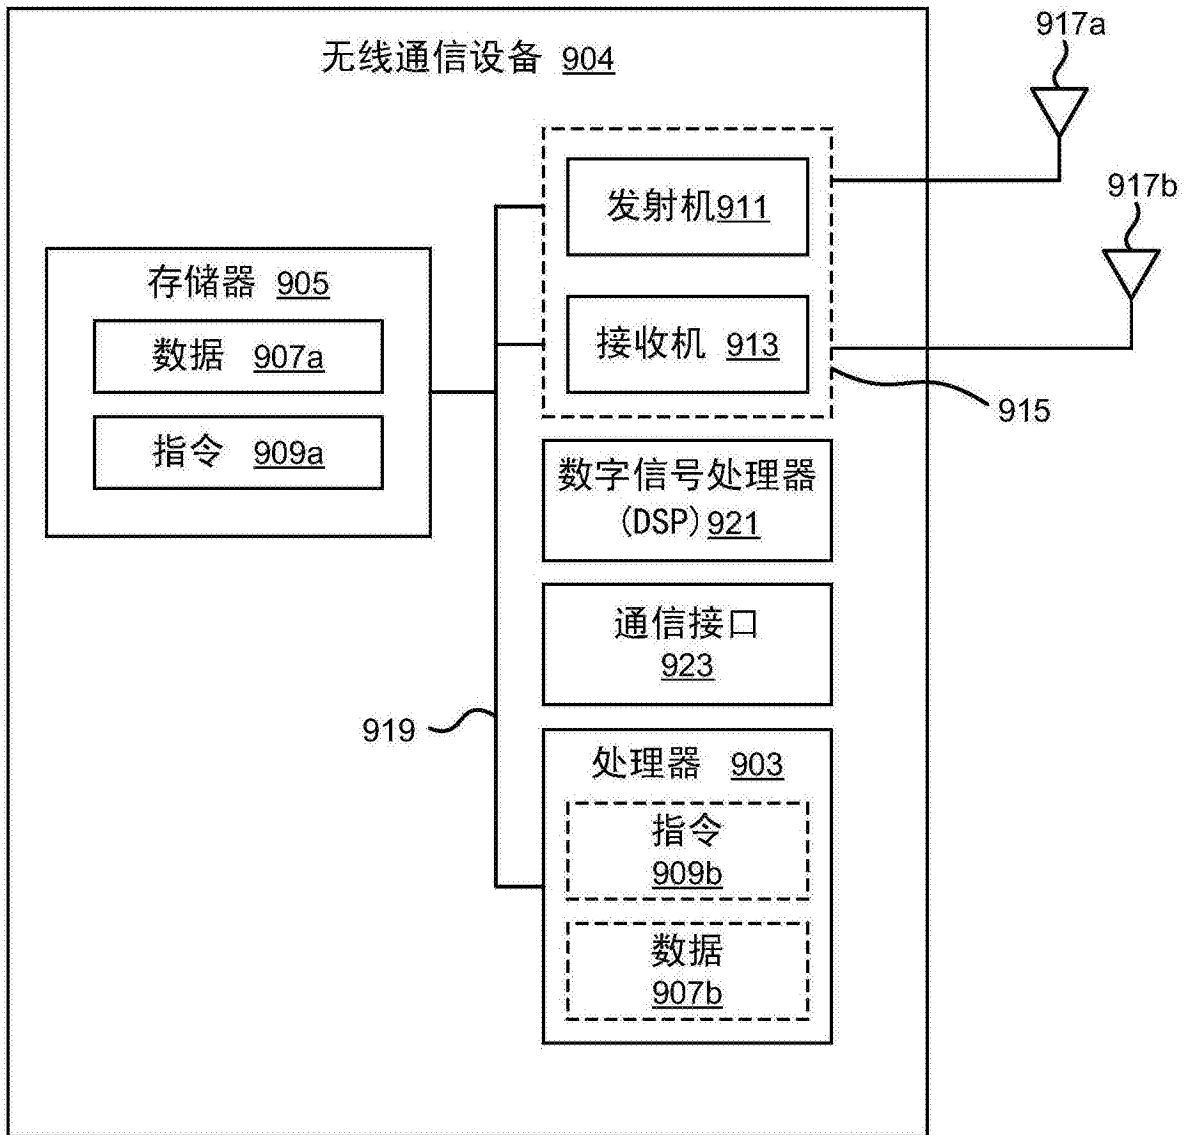 无线通信设备 904
917a
917b
发射机911
接收机 913
915
存储器 905
数据 907a
指令 909a
数字信号处理器
(DSP)921
通信接口
923
919
处理器 903
指令
909b
数据
907b